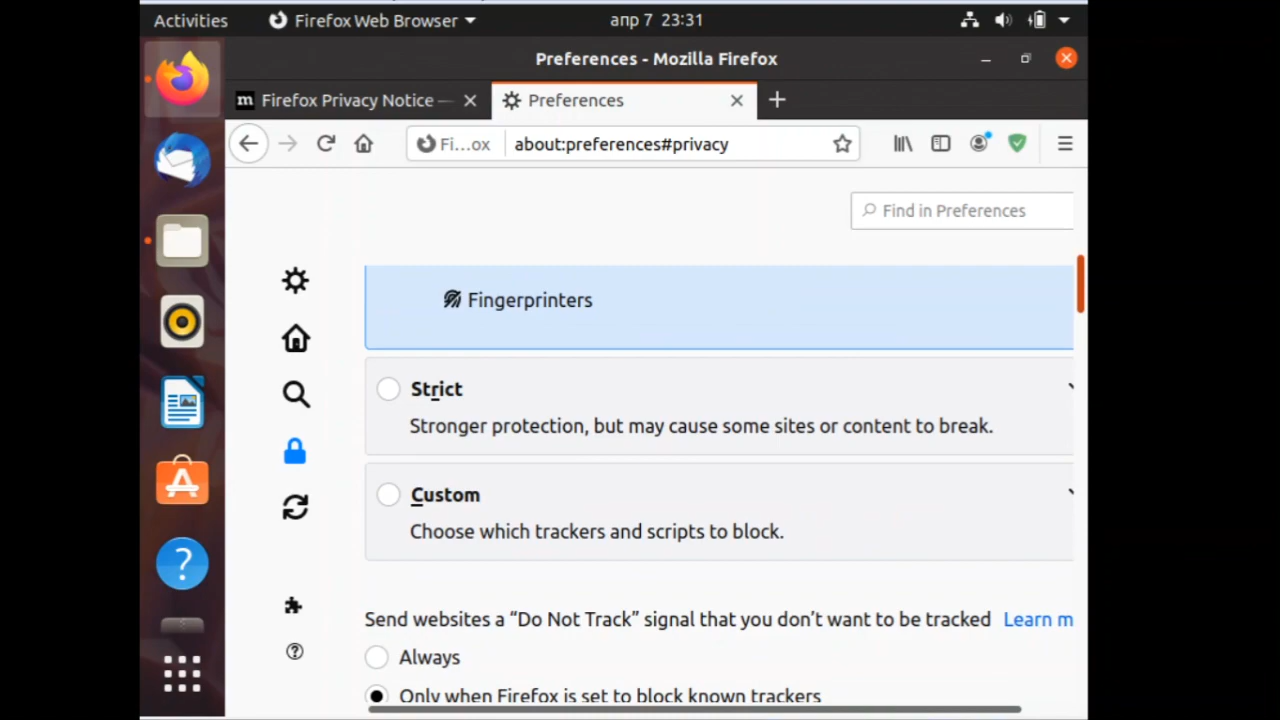 Activities
Firefox Web Browser
апр 7 23:31
Preferences - Mozilla Firefox
Firefox Privacy Notice —
Preferences
Fi...ox
about:preferences#privacy
Find in Preferences
Fingerprinters
Strict
Stronger protection, but may cause some sites or content to break.
Custom
Choose which trackers and scripts to block.
Send websites a “Do Not Track” signal that you don’t want to be tracked Learn m
Always
Only when Firefox is set to block known trackers